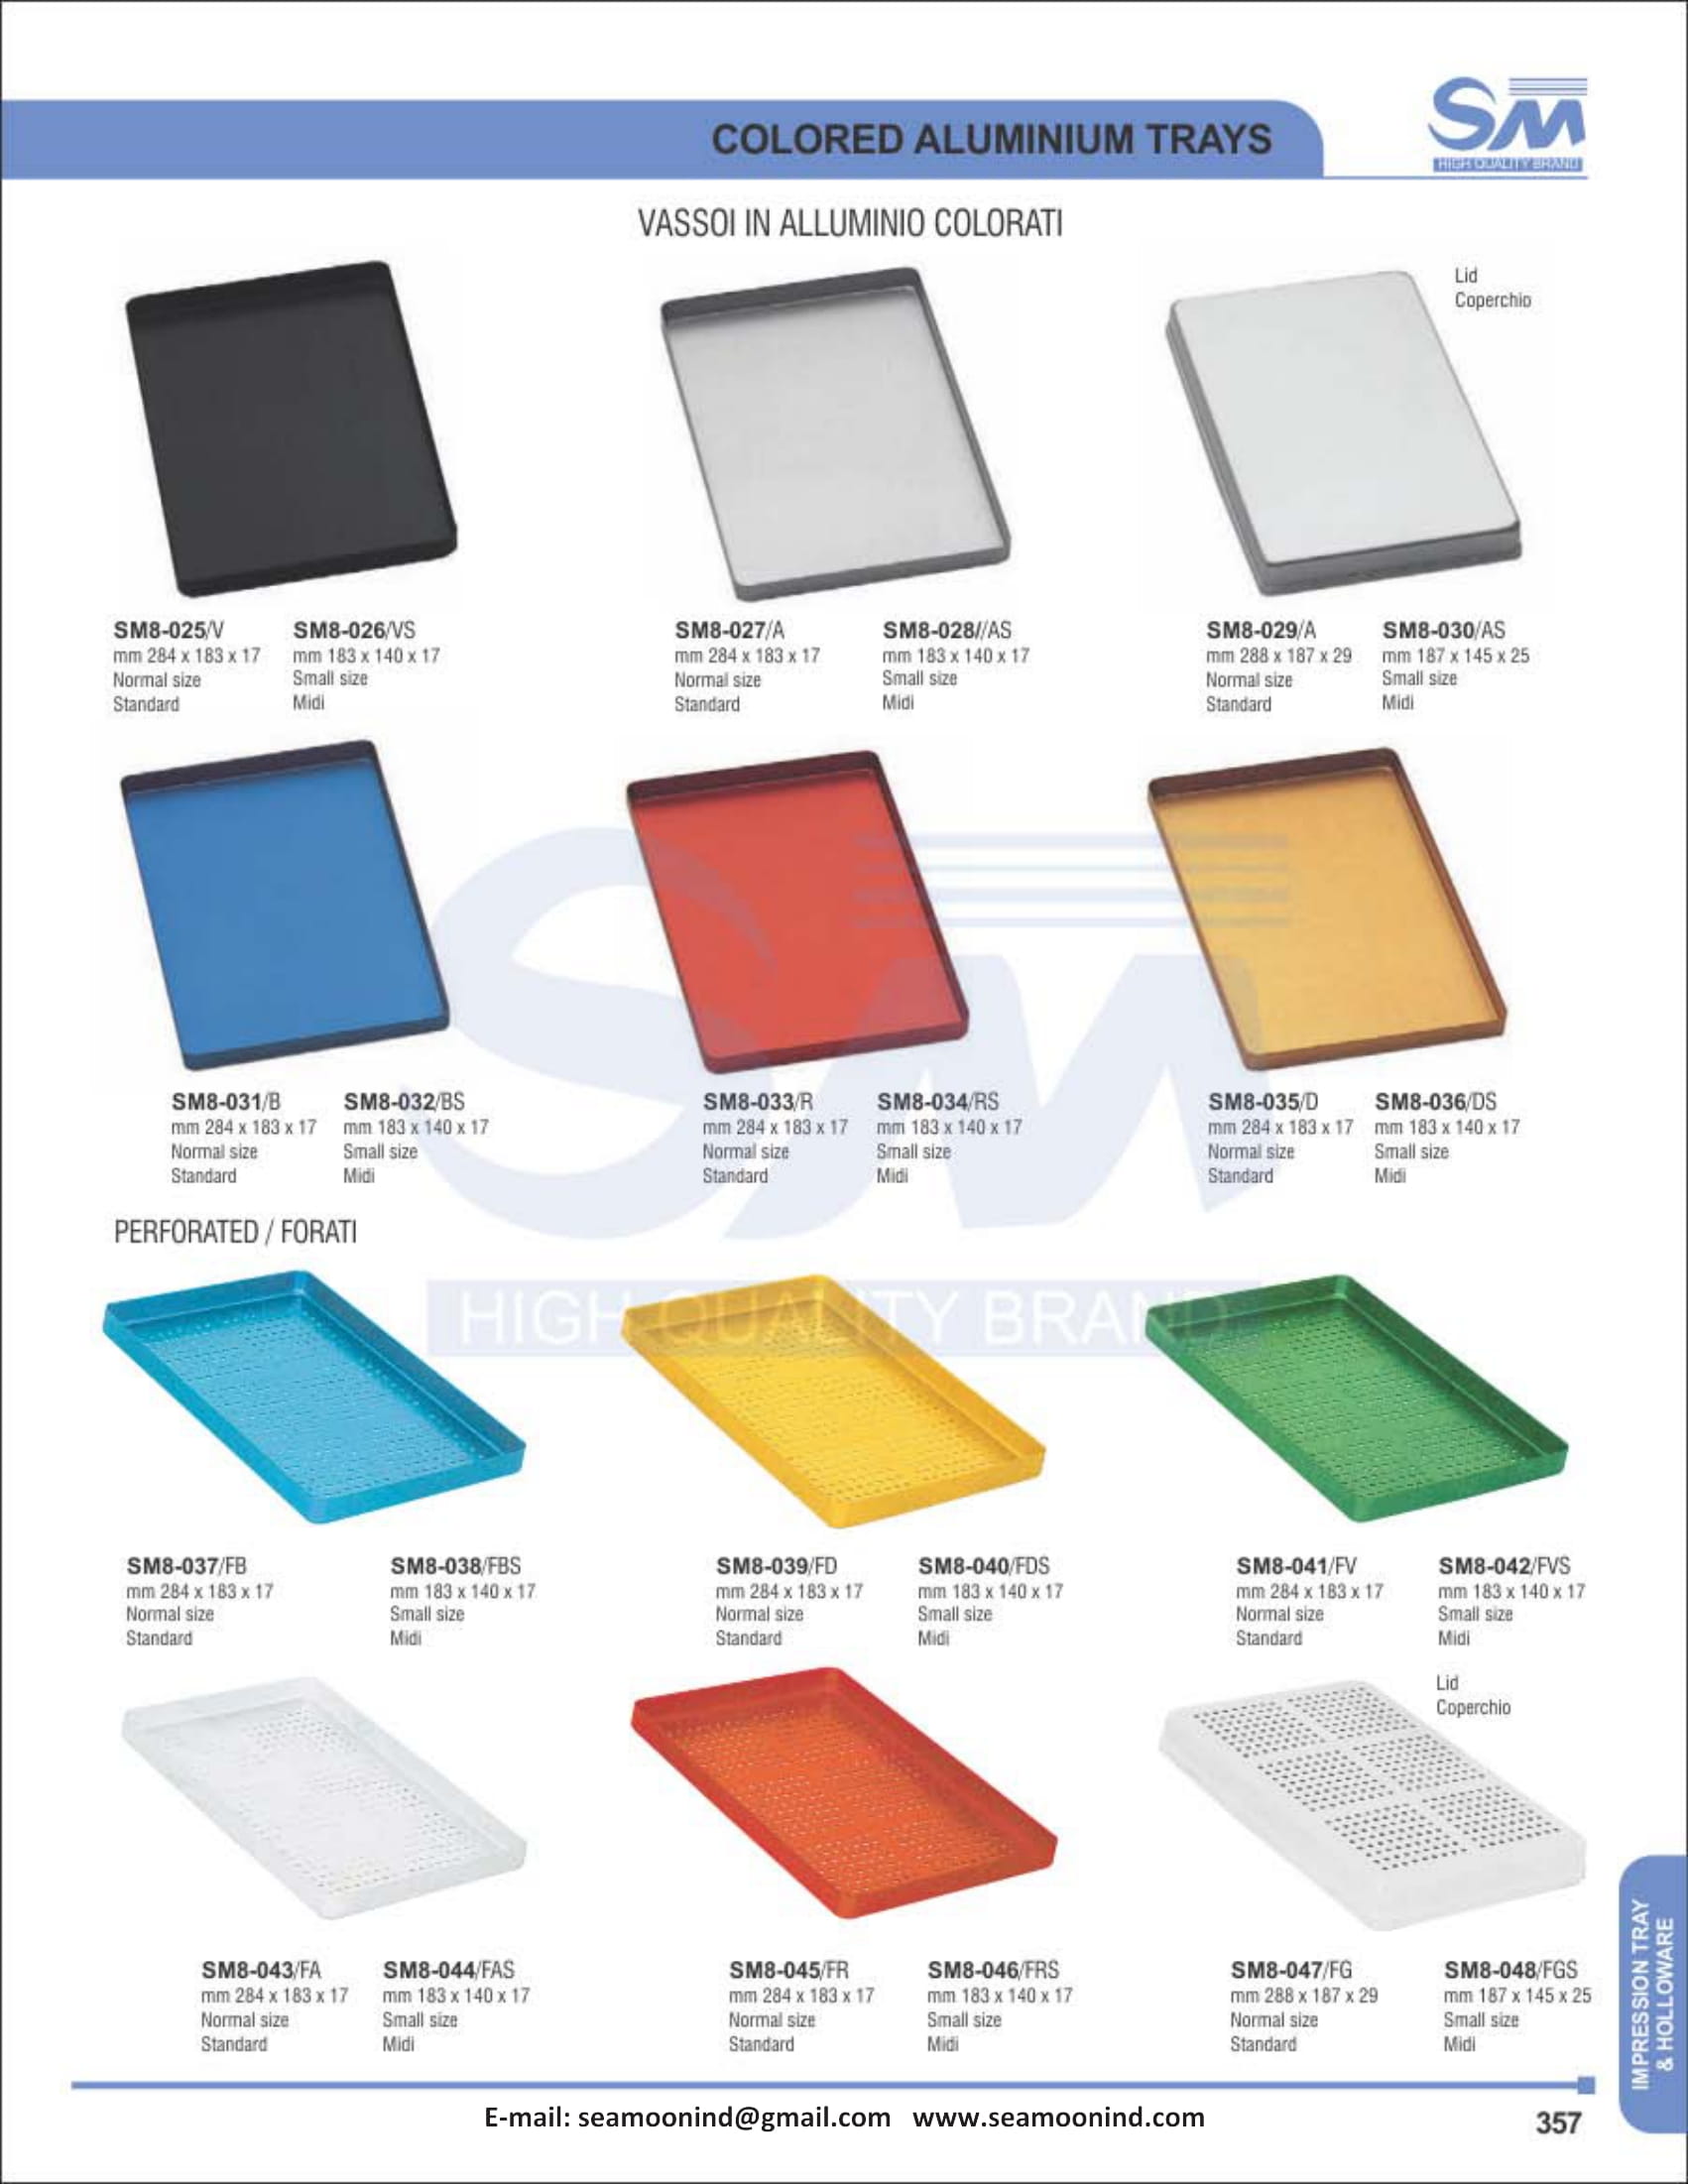 COLORED ALUMINIUM TRAYS
SM
HIGH QUALITY BRAND
VASSOI IN ALLUMINIO COLORATI
Lid
Coperchio
SM8-025/V
mm 284 x 183 x 17
Normal size
Standard
SM8-026/VS
mm 183 x 140 x 17
Small size
Midi
SM8-027/A
mm 284 x 183 x 17
Normal size
Standard
SM8-028//AS
mm 183 x 140 x 17
Small size
Midi
SM8-029/A
mm 288 x 187 x 29
Normal size
Standard
SM8-030/AS
mm 187 x 145 x 25
Small size
Midi
SM8-031/B
mm 284 x 183 x 17
Normal size
Standard
SM8-032/BS
mm 183 x 140 x 17
Small size
Midi
SM8-033/R
mm 284 x 183 x 17
Normal size
Standard
SM8-034/RS
mm 183 x 140 x 17
Small size
Midi
SM8-035/D
mm 284 x 183 x 17
Normal size
Standard
SM8-036/DS
mm 183 x 140 x 17
Small size
Midi
SM
HIGH QUALITY BRAND
PERFORATED / FORATI
SM8-037/FB
mm 284 x 183 x 17
Normal size
Standard
SM8-038/FBS
mm 183 x 140 x 17
Small size
Midi
SM8-039/FD
mm 284 x 183 x 17
Normal size
Standard
SM8-040/FDS
mm 183 x 140 x 17
Small size
Midi
SM8-041/FV
mm 284 x 183 x 17
Normal size
Standard
SM8-042/FVS
mm 183 x 140 x 17
Small size
Midi
Lid
Coperchio
SM8-043/FA
mm 284 x 183 x 17
Normal size
Standard
SM8-044/FAS
mm 183 x 140 x 17
Small size
Midi
SM8-045/FR
mm 284 x 183 x 17
Normal size
Standard
SM8-046/FRS
mm 183 x 140 x 17
Small size
Midi
SM8-047/FG
mm 288 x 187 x 29
Normal size
Standard
SM8-048/FGS
mm 187 x 145 x 25
Small size
Midi
IMPRESSION TRAY
& HOLLOWARE
E-mail: seamoonind@gmail.com www.seamoonind.com
357